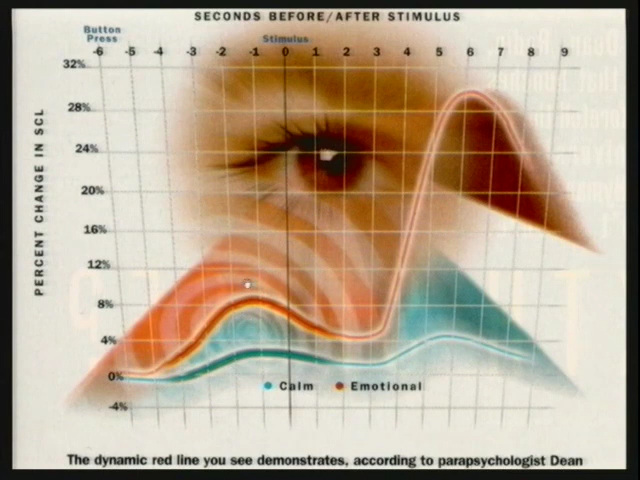 SECONDS BEFORE/AFTER STIMULUS
Button
Press
Stimulus
-6 -5 -4 -3 -2 -1 0 1 2 3 4 5 6 7 8 9
32%
28%
24%
20%
16%
12%
8%
4%
0%
-4%
PERCENT CHANGE IN SCL
Calm Emotional
The dynamic red line you see demonstrates, according to parapsychologist Dean